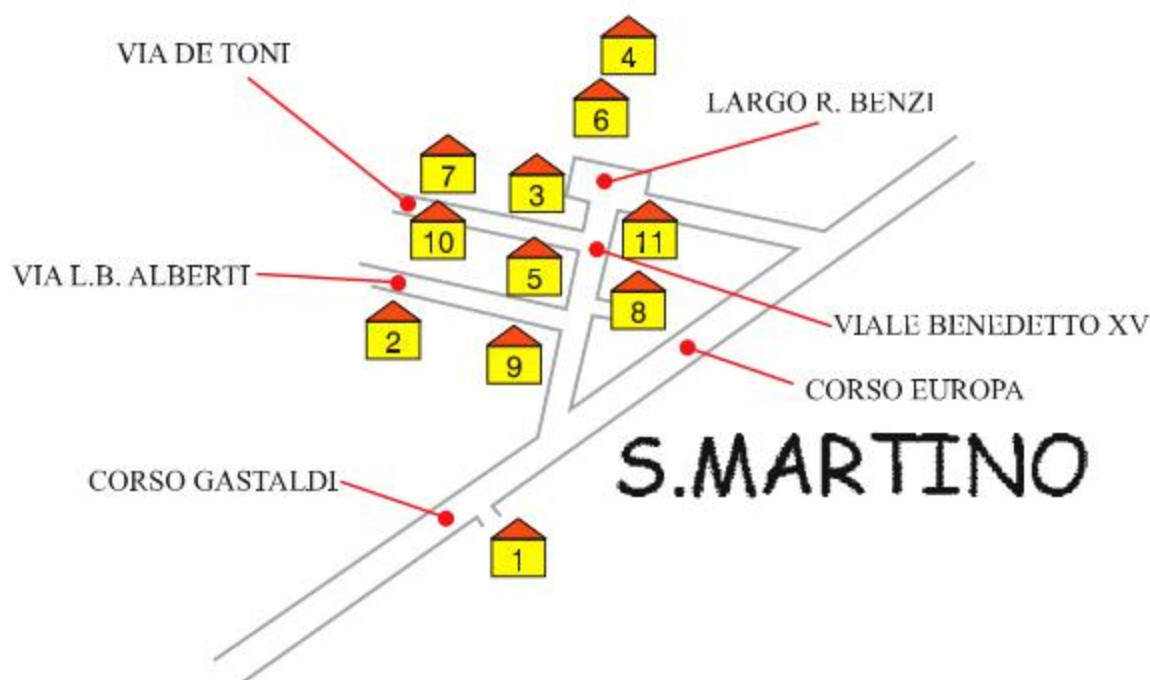 4
VIA DE TONI
LARGO R. BENZI
6
7
3
10
11
5
VIA L.B. ALBERTI
8
2
VIALE BENEDETTO XV
9
CORSO EUROPA
S.MARTINO
CORSO GASTALDI
1